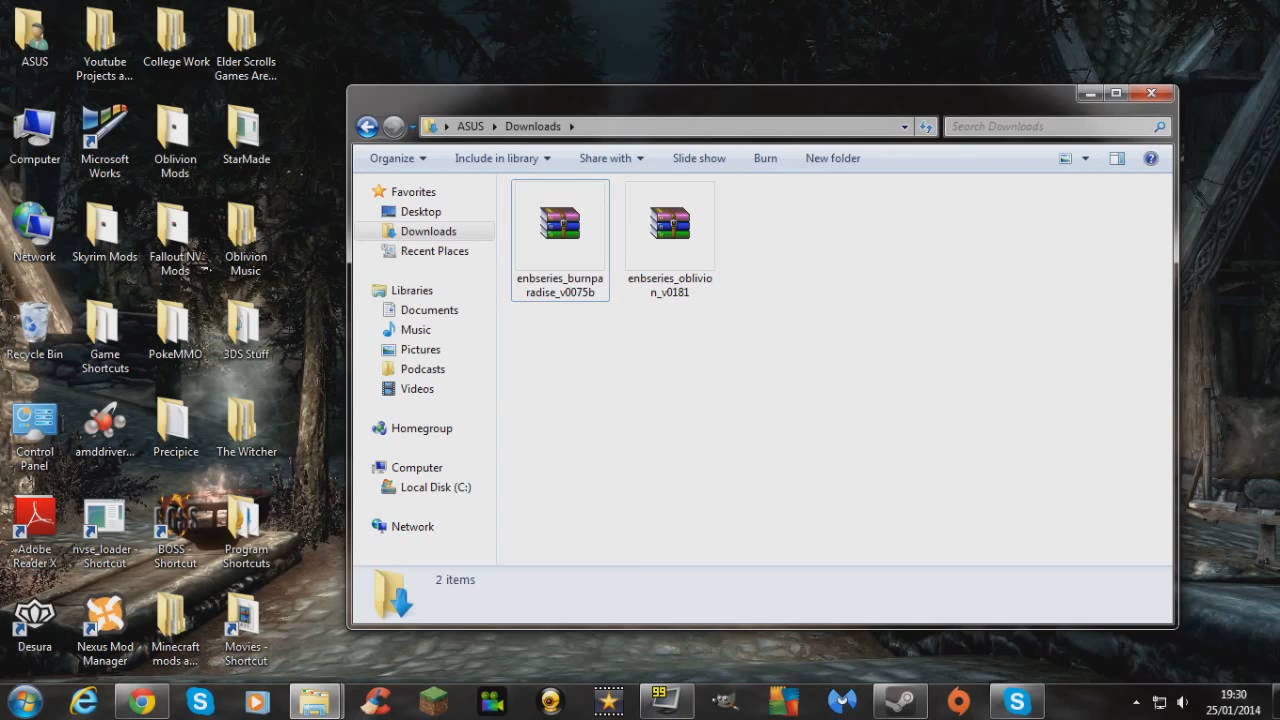 ASUS
Youtube
Projects a...
College Work
Elder Scrolls
Games Are...
Computer
Microsoft
Works
Oblivion
Mods
StarMade
Network
Skyrim Mods
Fallout NV
Mods
Oblivion
Music
Recycle Bin
Game
Shortcuts
PokeMMO
3DS Stuff
Control
Panel
amddriver...
Precipice
The Witcher
Adobe
Reader X
nvse_loader -
Shortcut
BOSS
BOSS -
Shortcut
Program
Shortcuts
Desura
Nexus Mod
Manager
Minecraft
mods a...
Movies -
Shortcut
ASUS
Downloads
Search Downloads
Organize
Include in library
Share with
Slide show
Burn
New folder
Favorites
Desktop
Downloads
Recent Places
Libraries
Documents
Music
Pictures
Podcasts
Videos
Homegroup
Computer
Local Disk (C:)
Network
enbseries_burnpa
radise_v0075b
enbseries_oblivio
n_v0181
2 items
99
19:30
25/01/2014